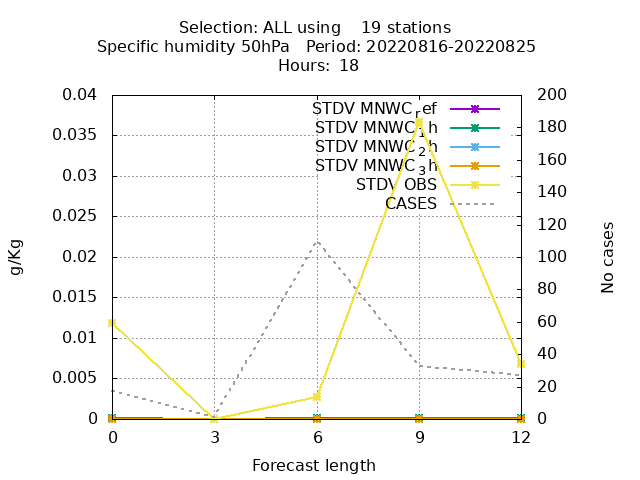 Selection: ALL using    19 stations
Specific humidity 50hPa   Period: 20220816-20220825
Hours:  18
0.04
0.035
0.03
0.025
0.02
0.015
0.01
0.005
0
200
180
160
140
120
100
80
60
40
20
0
STDV MNWC_ref
STDV MNWC_1h
STDV MNWC_2h
STDV MNWC_3h
STDV OBS
CASES
g/Kg
No cases
0 3 6 9 12
Forecast length